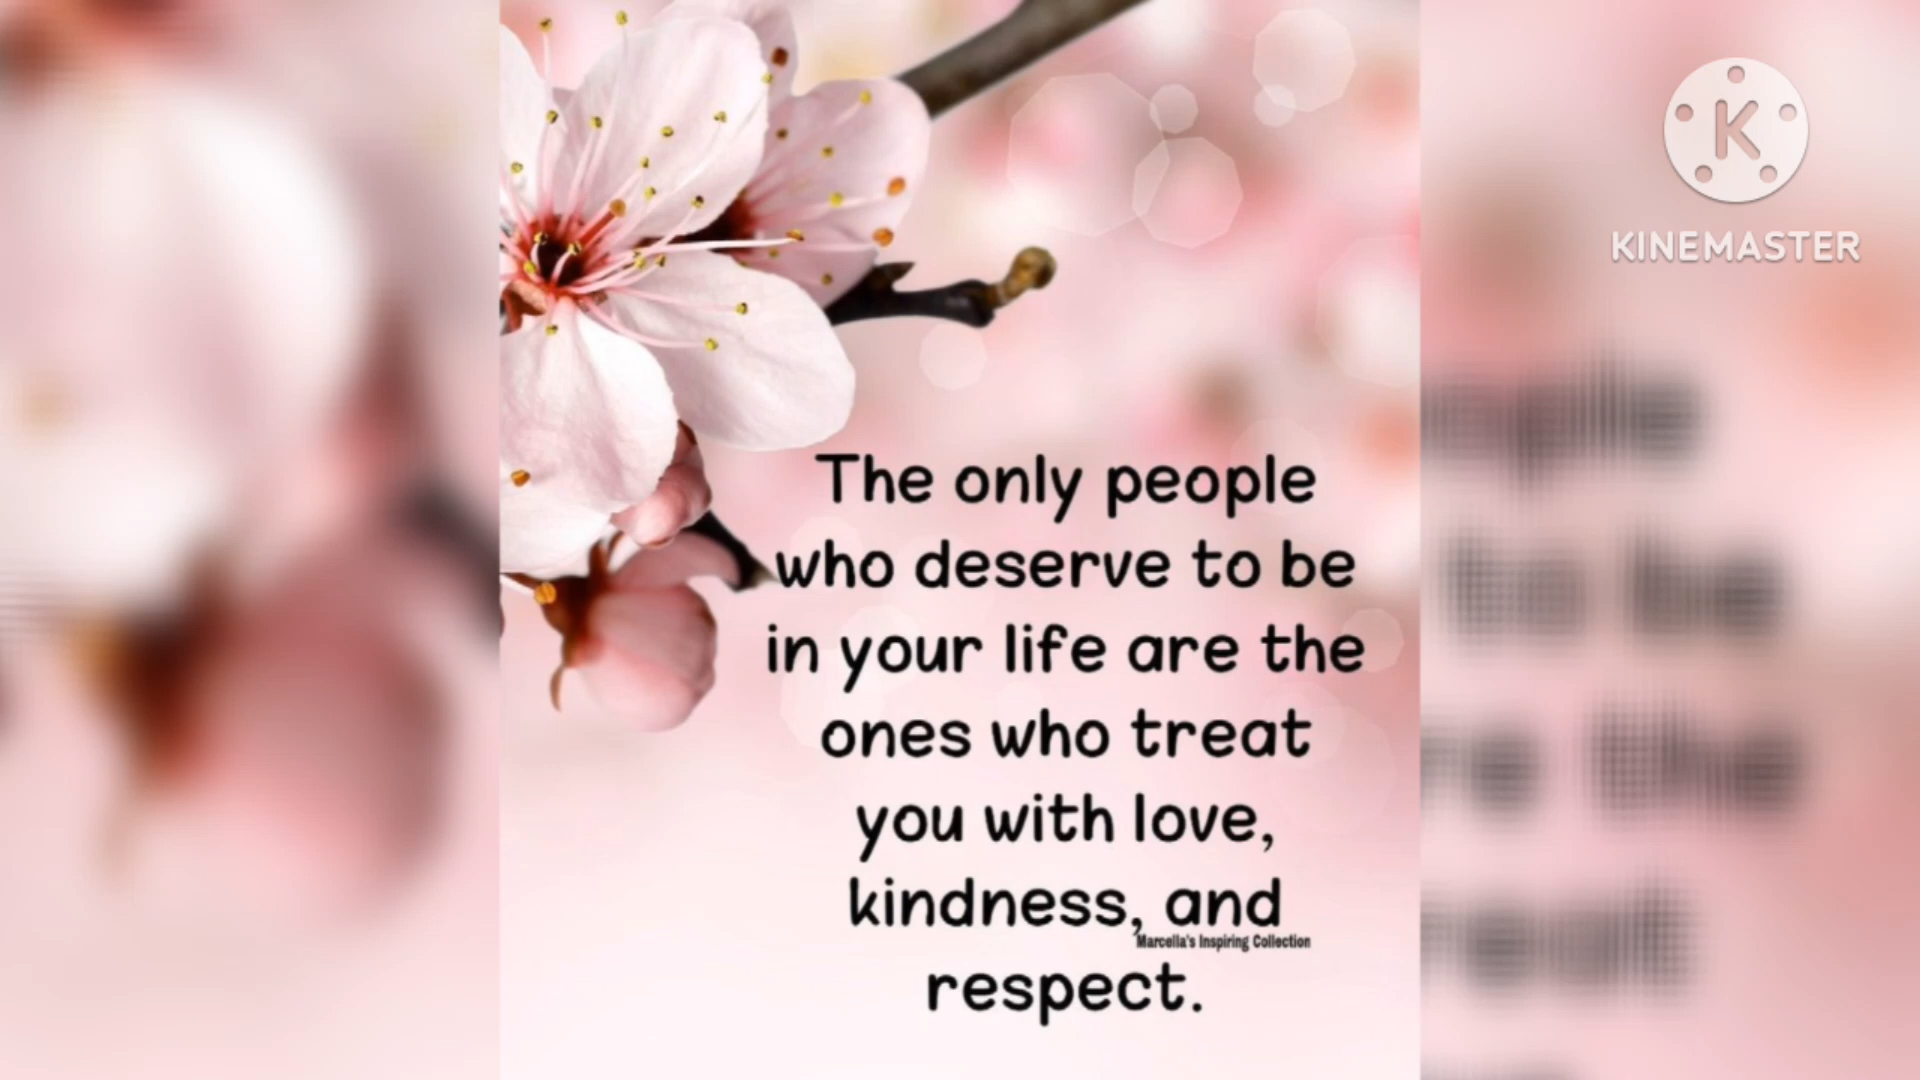 K
KINEMASTER
The only people
who deserve to be
in your life are the
ones who treat
you with love,
kindness, and
Marcella's Inspiring Collection
respect.